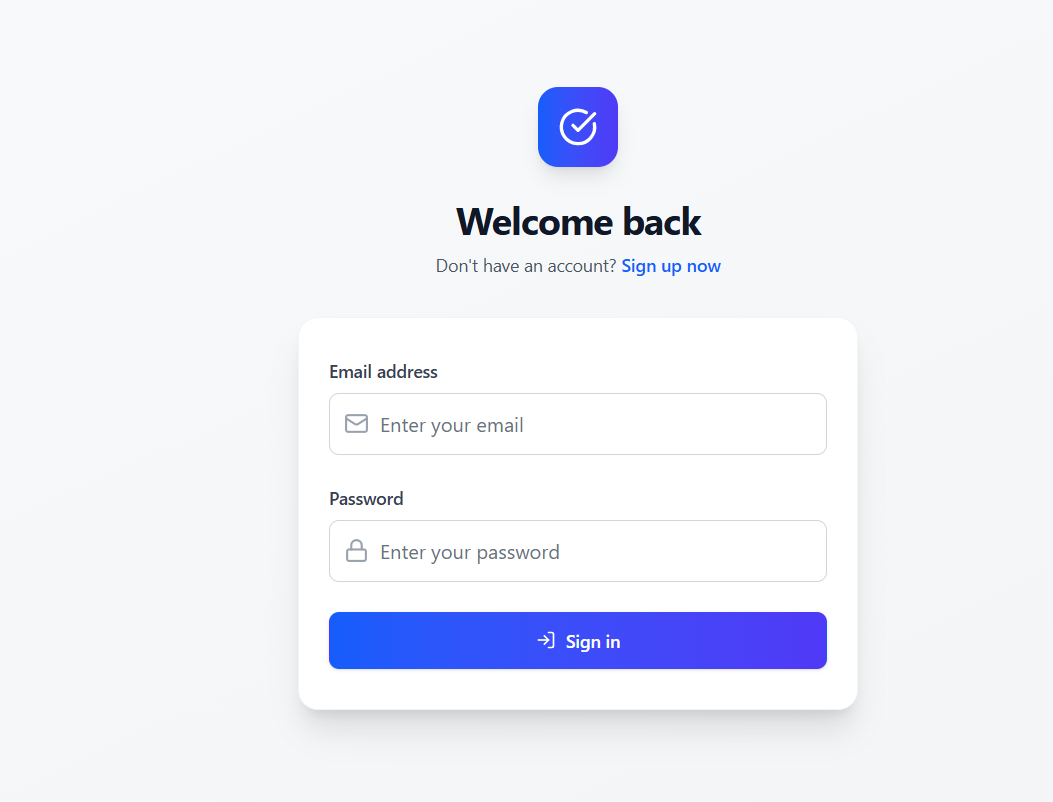 Welcome back
Don't have an account? Sign up now
Email address
Enter your email
Password
Enter your password
Sign in